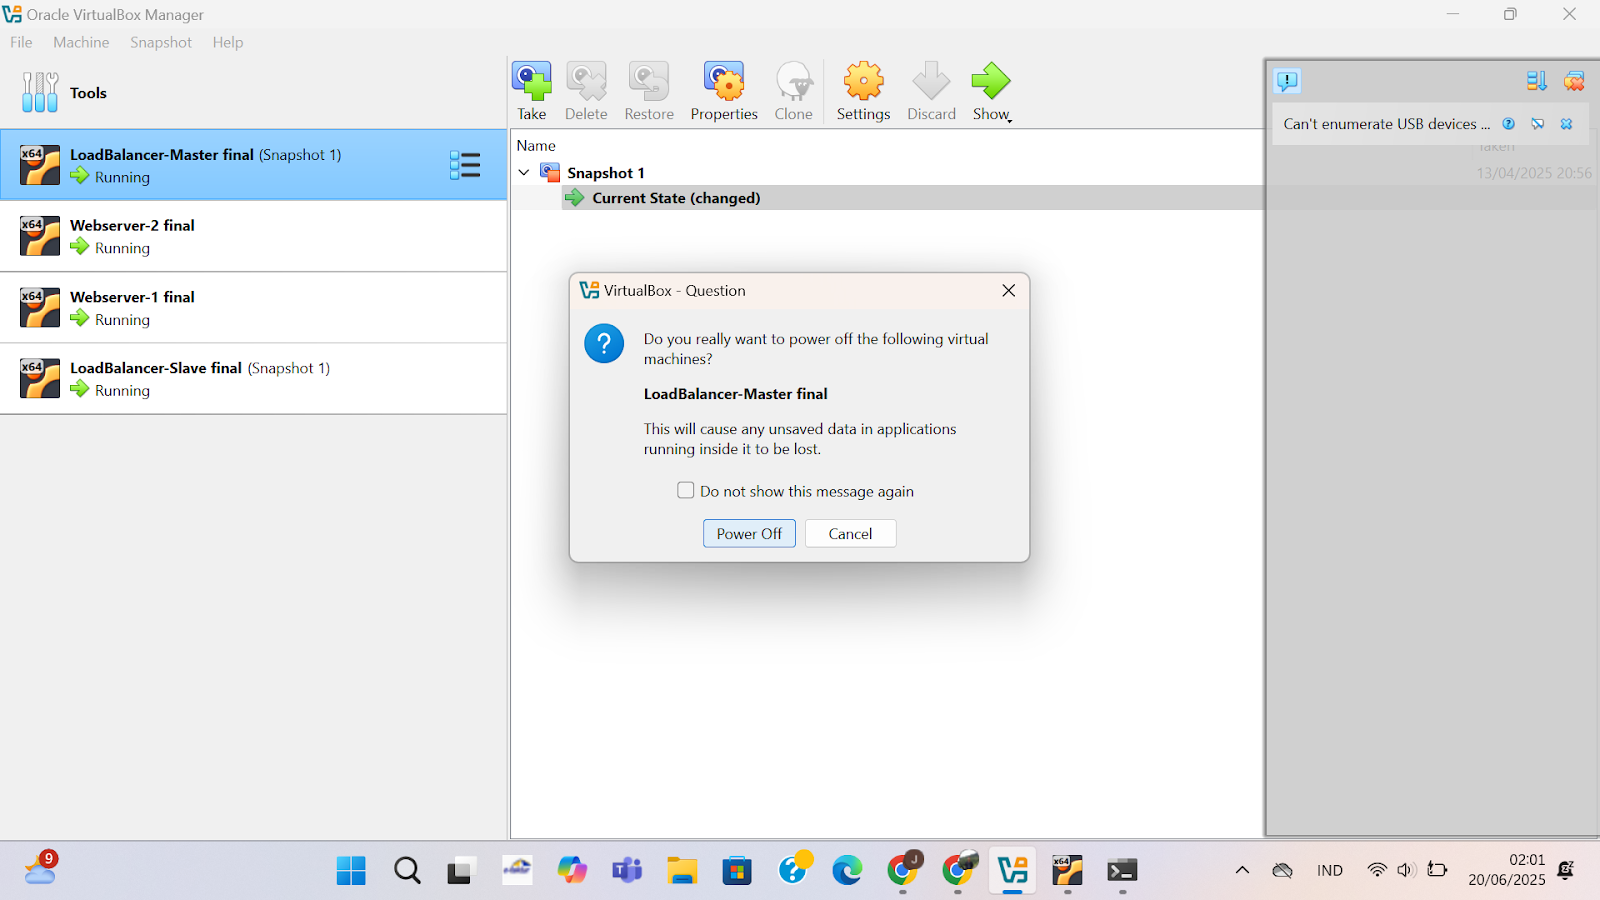 Oracle VirtualBox Manager
File Machine Snapshot Help
Tools
x64
LoadBalancer-Master final (Snapshot 1)
Running
x64
Webserver-2 final
Running
x64
Webserver-1 final
Running
x64
LoadBalancer-Slave final (Snapshot 1)
Running
Take Delete Restore Properties Clone Settings Discard Show
Name
Snapshot 1
Current State (changed)
Can't enumerate USB devices ...
Taken
13/04/2025 20:56
VirtualBox - Question
Do you really want to power off the following virtual
machines?
LoadBalancer-Master final
This will cause any unsaved data in applications
running inside it to be lost.
Do not show this message again
Power Off Cancel
9
J
x64
IND
02:01
20/06/2025